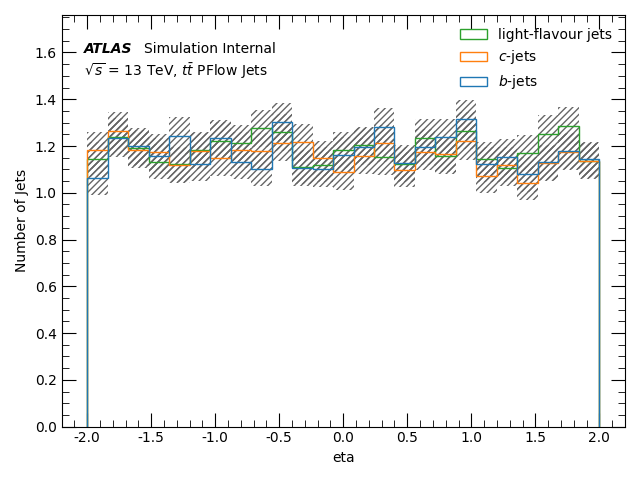 ATLAS Simulation Internal
√s = 13 TeV, tt̄ PFlow Jets
light-flavour jets
c-jets
b-jets
Number of Jets
1.6
1.4
1.2
1.0
0.8
0.6
0.4
0.2
0.0
-2.0 -1.5 -1.0 -0.5 0.0 0.5 1.0 1.5 2.0
eta